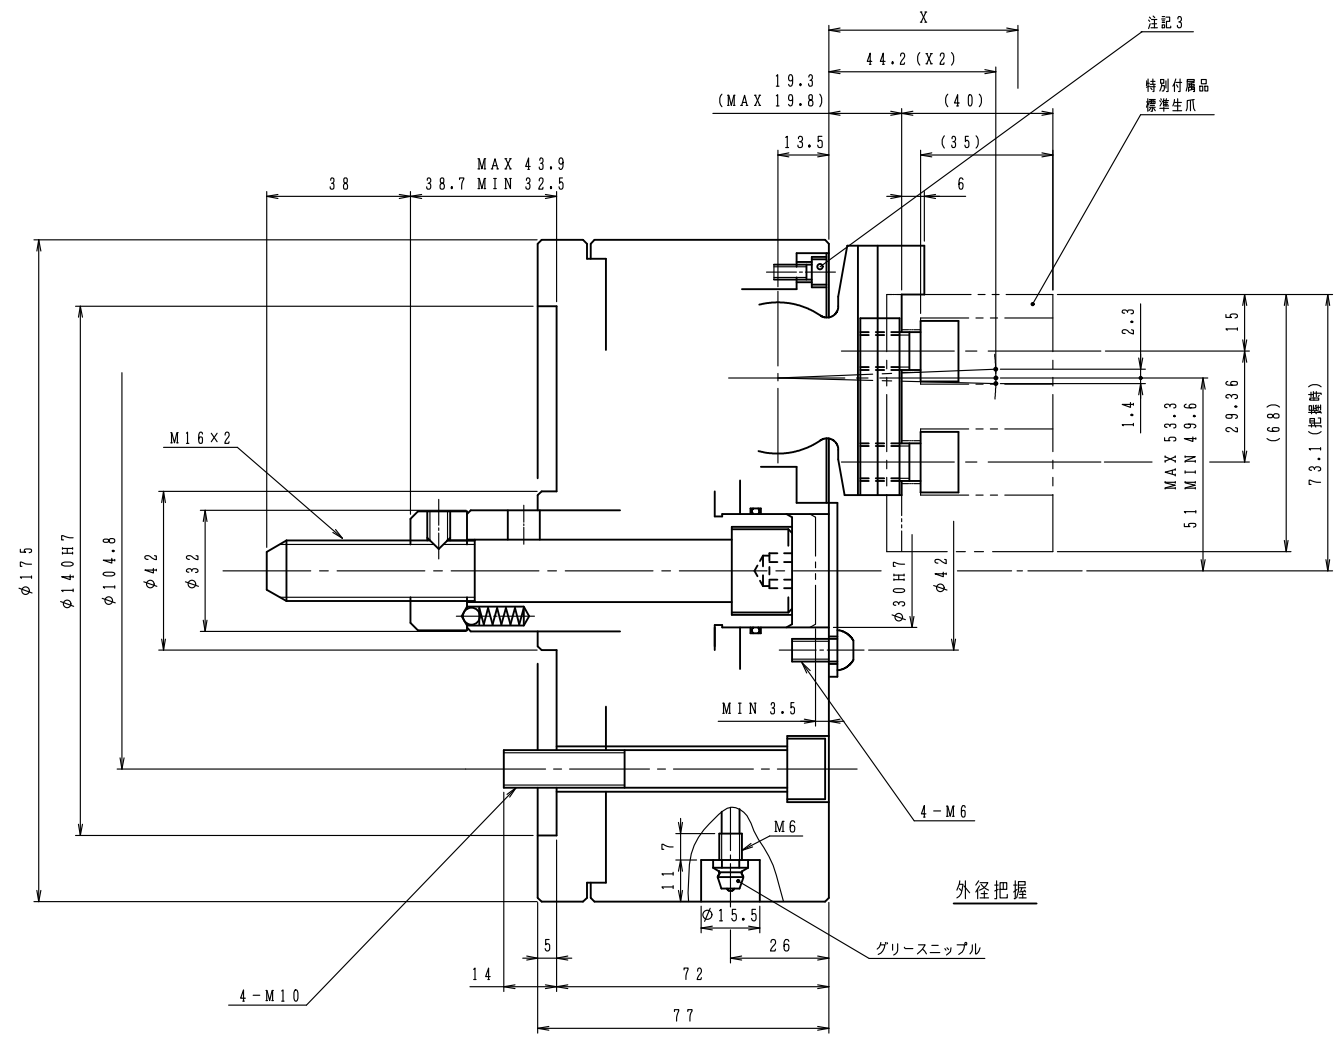 X
注記3
44.2(X2)
19.3
(MAX 19.8)
(40)
特別付属品
標準生爪
13.5
(35)
MAX 43.9
38
38.7 MIN 32.5
6
2.3
15
1.4
29.36
(68)
73.1(把握時)
MAX 53.3
51 MIN 49.6
M16×2
φ175
φ140H7
φ104.8
φ42
φ32
φ30H7
φ42
MIN 3.5
4-M6
M6
7
11
外径把握
φ15.5
グリースニップル
5
26
14
72
4-M10
77